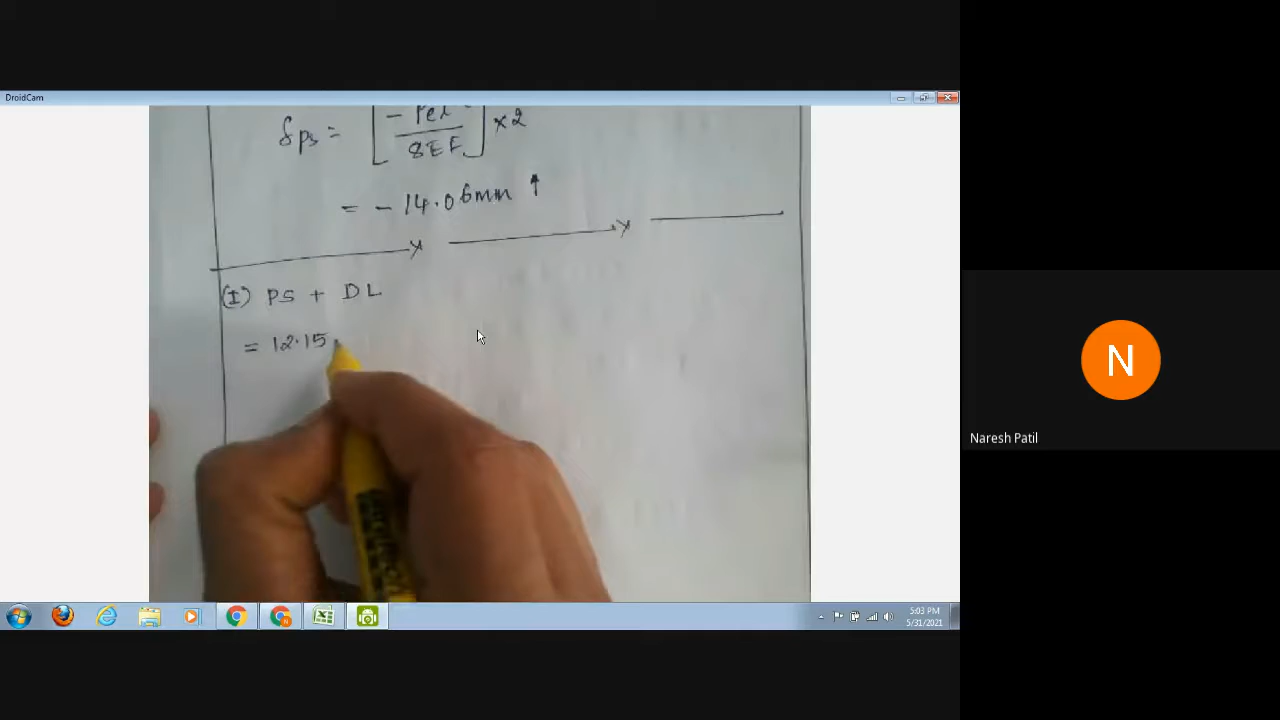 DroidCam
δps = [-Pel² / 8EI] x 2
= - 14.06mm ↑
(I) PS + DL
= 12.15
N
Naresh Patil
5:03 PM
5/31/2021